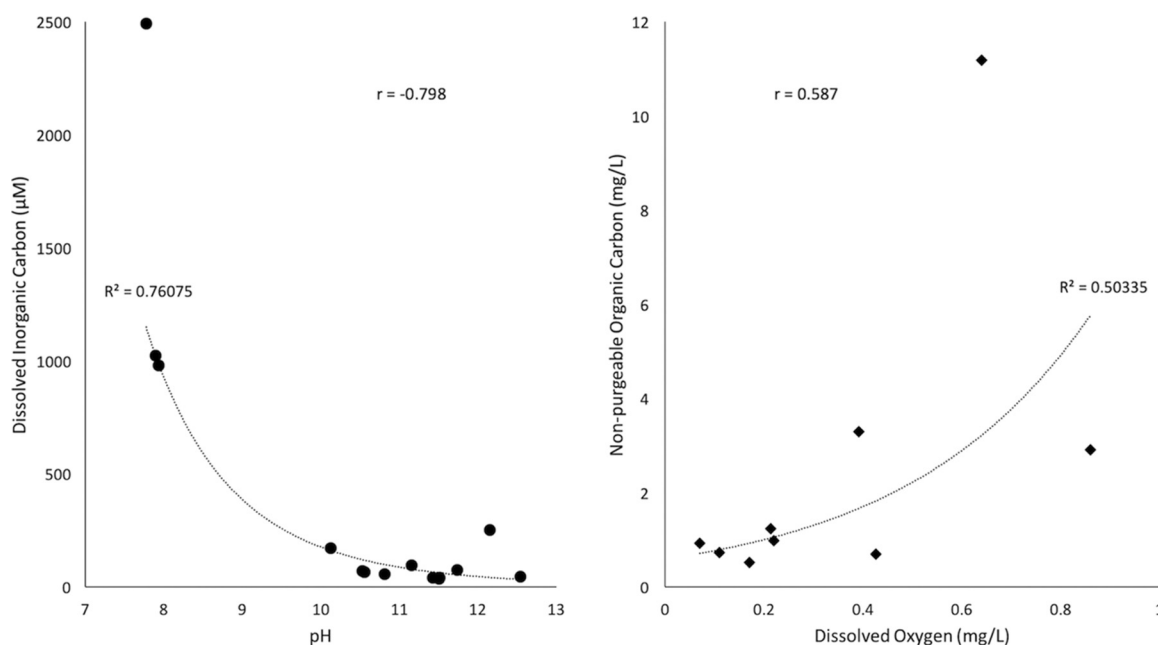 2500
2000
1500
1000
500
0
7 8 9 10 11 12 13
Dissolved Inorganic Carbon (µM)
pH
r = -0.798
R² = 0.76075
12
10
8
6
4
2
0
0 0.2 0.4 0.6 0.8 1
Non-purgeable Organic Carbon (mg/L)
Dissolved Oxygen (mg/L)
r = 0.587
R² = 0.50335